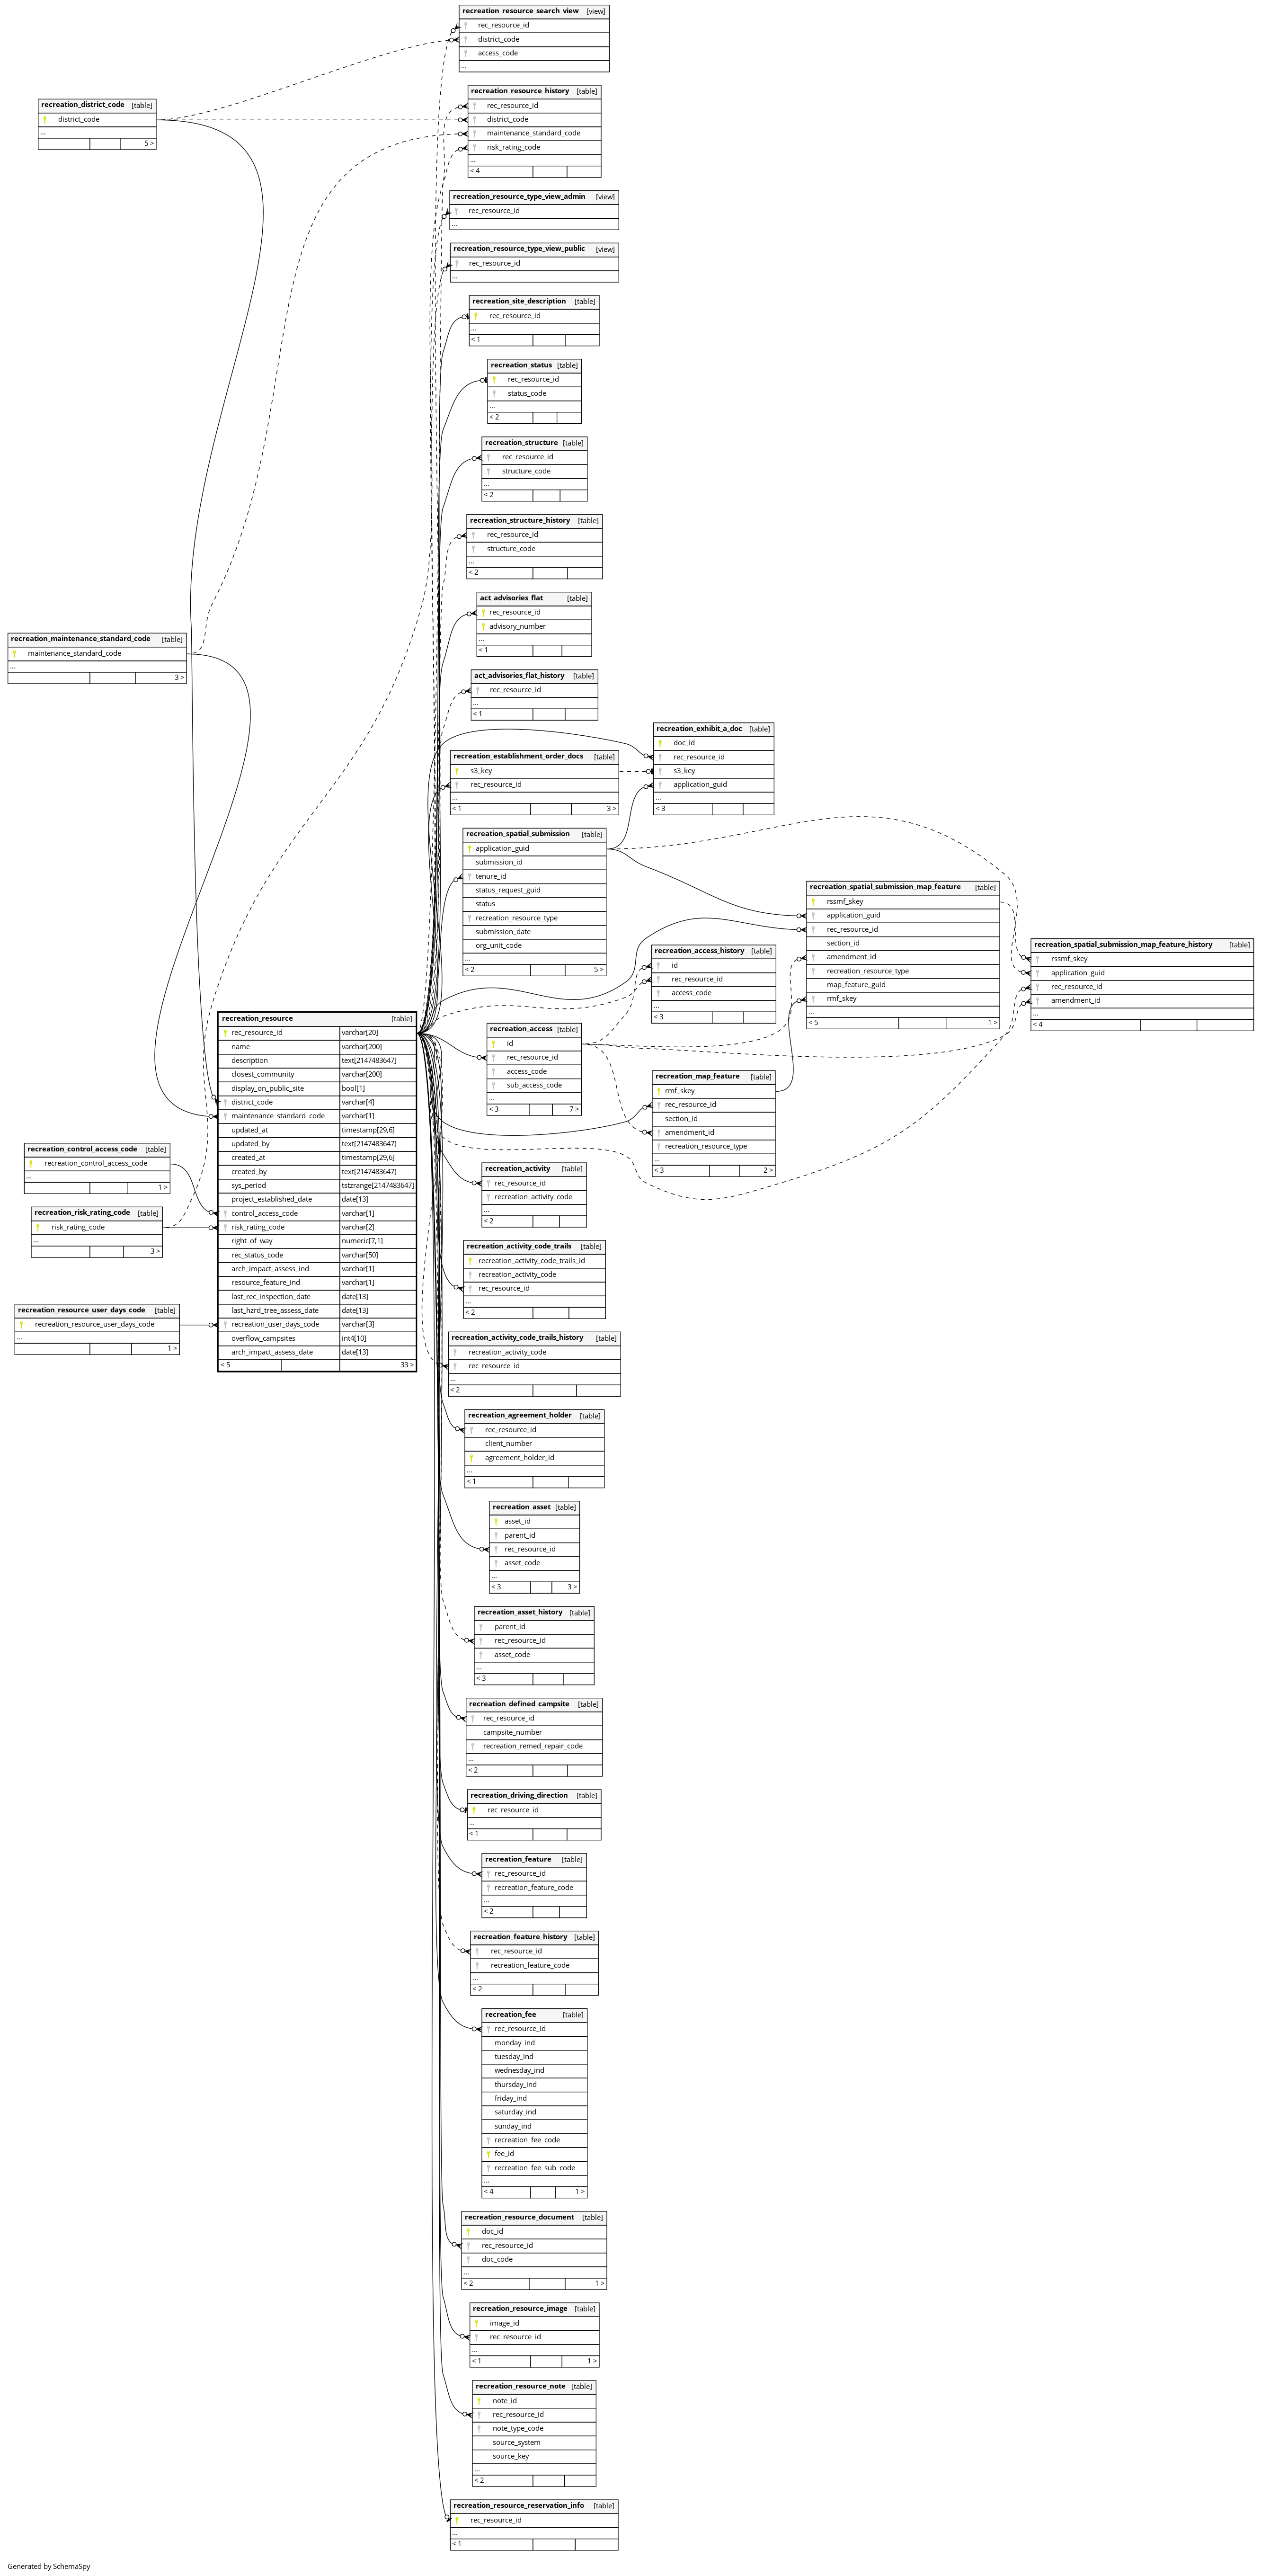 recreation_resource_search_view [view]
rec_resource_id
district_code
access_code
...
recreation_district_code [table]
district_code
...
5 >
recreation_resource_history [table]
rec_resource_id
district_code
maintenance_standard_code
risk_rating_code
...
< 4
recreation_resource_type_view_admin [view]
rec_resource_id
...
recreation_resource_type_view_public [view]
rec_resource_id
...
recreation_site_description [table]
rec_resource_id
...
< 1
recreation_status [table]
rec_resource_id
status_code
...
< 2
recreation_structure [table]
rec_resource_id
structure_code
...
< 2
recreation_structure_history [table]
rec_resource_id
structure_code
...
< 2
act_advisories_flat [table]
rec_resource_id
advisory_number
...
< 1
recreation_maintenance_standard_code [table]
maintenance_standard_code
...
3 >
act_advisories_flat_history [table]
rec_resource_id
...
< 1
recreation_exhibit_a_doc [table]
doc_id
rec_resource_id
s3_key
application_guid
...
< 3
recreation_establishment_order_docs [table]
s3_key
rec_resource_id
...
< 1 3 >
recreation_spatial_submission [table]
application_guid
submission_id
tenure_id
status_request_guid
status
recreation_resource_type
submission_date
org_unit_code
...
< 2 5 >
recreation_spatial_submission_map_feature [table]
rssmf_skey
application_guid
rec_resource_id
section_id
amendment_id
recreation_resource_type
map_feature_guid
rmf_skey
...
< 5 1 >
recreation_spatial_submission_map_feature_history [table]
rssmf_skey
application_guid
rec_resource_id
amendment_id
...
< 4
recreation_access_history [table]
id
rec_resource_id
access_code
...
< 3
recreation_access [table]
id
rec_resource_id
access_code
sub_access_code
...
< 3 7 >
recreation_map_feature [table]
rmf_skey
rec_resource_id
section_id
amendment_id
recreation_resource_type
...
< 3 2 >
recreation_resource [table]
rec_resource_id varchar[20]
name varchar[200]
description text[2147483647]
closest_community varchar[200]
display_on_public_site bool[1]
district_code varchar[4]
maintenance_standard_code varchar[1]
updated_at timestamp[29,6]
updated_by text[2147483647]
created_at timestamp[29,6]
created_by text[2147483647]
sys_period tstzrange[2147483647]
project_established_date date[13]
control_access_code varchar[1]
risk_rating_code varchar[2]
right_of_way numeric[7,1]
rec_status_code varchar[50]
arch_impact_assess_ind varchar[1]
resource_feature_ind varchar[1]
last_rec_inspection_date date[13]
last_hzrd_tree_assess_date date[13]
recreation_user_days_code varchar[3]
overflow_campsites int4[10]
arch_impact_assess_date date[13]
< 5 33 >
recreation_control_access_code [table]
recreation_control_access_code
...
1 >
recreation_risk_rating_code [table]
risk_rating_code
...
3 >
recreation_resource_user_days_code [table]
recreation_resource_user_days_code
...
1 >
recreation_activity [table]
rec_resource_id
recreation_activity_code
...
< 2
recreation_activity_code_trails [table]
recreation_activity_code_trails_id
recreation_activity_code
rec_resource_id
...
< 2
recreation_activity_code_trails_history [table]
recreation_activity_code
rec_resource_id
...
< 2
recreation_agreement_holder [table]
rec_resource_id
client_number
agreement_holder_id
...
< 1
recreation_asset [table]
asset_id
parent_id
rec_resource_id
asset_code
...
< 3 3 >
recreation_asset_history [table]
parent_id
rec_resource_id
asset_code
...
< 3
recreation_defined_campsite [table]
rec_resource_id
campsite_number
recreation_remed_repair_code
...
< 2
recreation_driving_direction [table]
rec_resource_id
...
< 1
recreation_feature [table]
rec_resource_id
recreation_feature_code
...
< 2
recreation_feature_history [table]
rec_resource_id
recreation_feature_code
...
< 2
recreation_fee [table]
rec_resource_id
monday_ind
tuesday_ind
wednesday_ind
thursday_ind
friday_ind
saturday_ind
sunday_ind
recreation_fee_code
fee_id
recreation_fee_sub_code
...
< 4 1 >
recreation_resource_document [table]
doc_id
rec_resource_id
doc_code
...
< 2 1 >
recreation_resource_image [table]
image_id
rec_resource_id
...
< 1 1 >
recreation_resource_note [table]
note_id
rec_resource_id
note_type_code
source_system
source_key
...
< 2
recreation_resource_reservation_info [table]
rec_resource_id
...
< 1
Generated by SchemaSpy